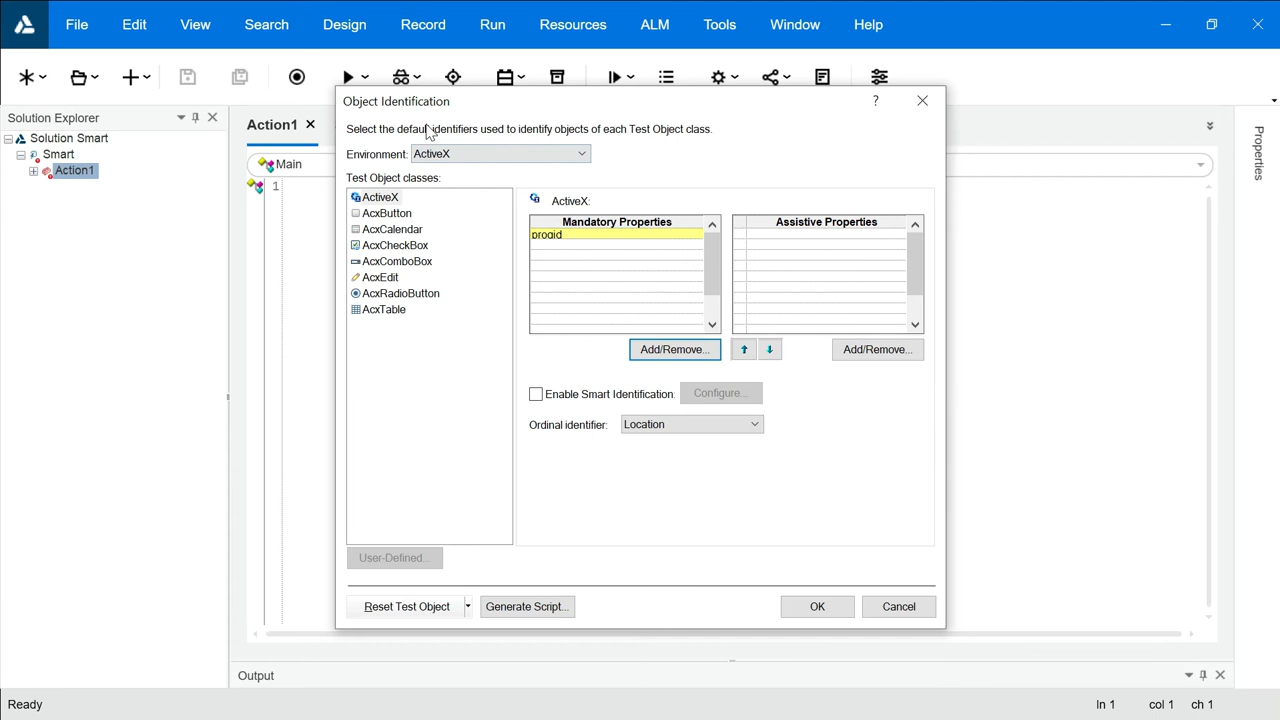 File Edit View Search Design Record Run Resources ALM Tools Window Help
Solution Explorer
Solution Smart
Smart
Action1
Action1
Main
1
Properties
Object Identification
Select the default identifiers used to identify objects of each Test Object class.
Environment: ActiveX
Test Object classes:
ActiveX
AcxButton
AcxCalendar
AcxCheckBox
AcxComboBox
AcxEdit
AcxRadioButton
AcxTable
ActiveX:
Mandatory Properties
progid
Assistive Properties
Add/Remove... Add/Remove...
Enable Smart Identification: Configure...
Ordinal identifier: Location
User-Defined...
Reset Test Object Generate Script... OK Cancel
Output
Ready ln 1 col 1 ch 1